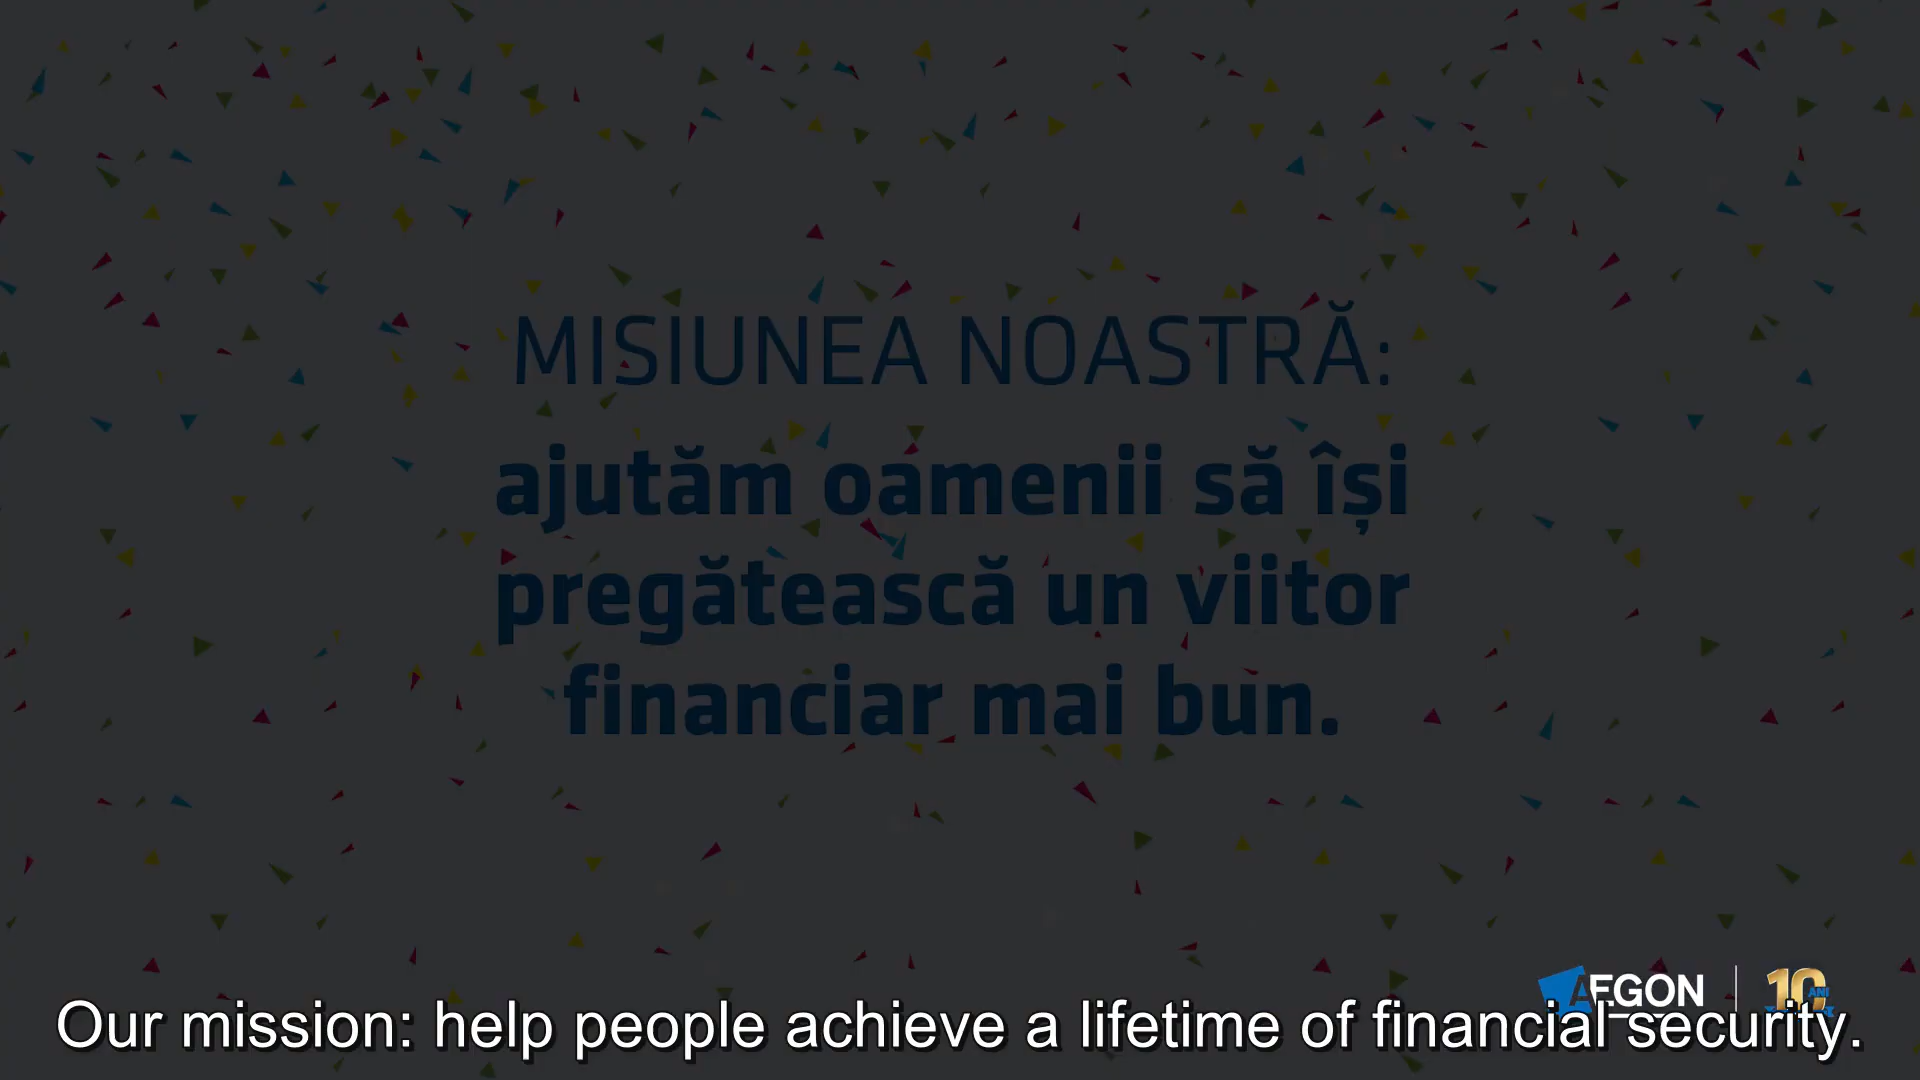 MISIUNEA NOASTRĂ:
ajutăm oamenii să își
pregătească un viitor
financiar mai bun.
AEGON
10
ANI
Our mission: help people achieve a lifetime of financial security.